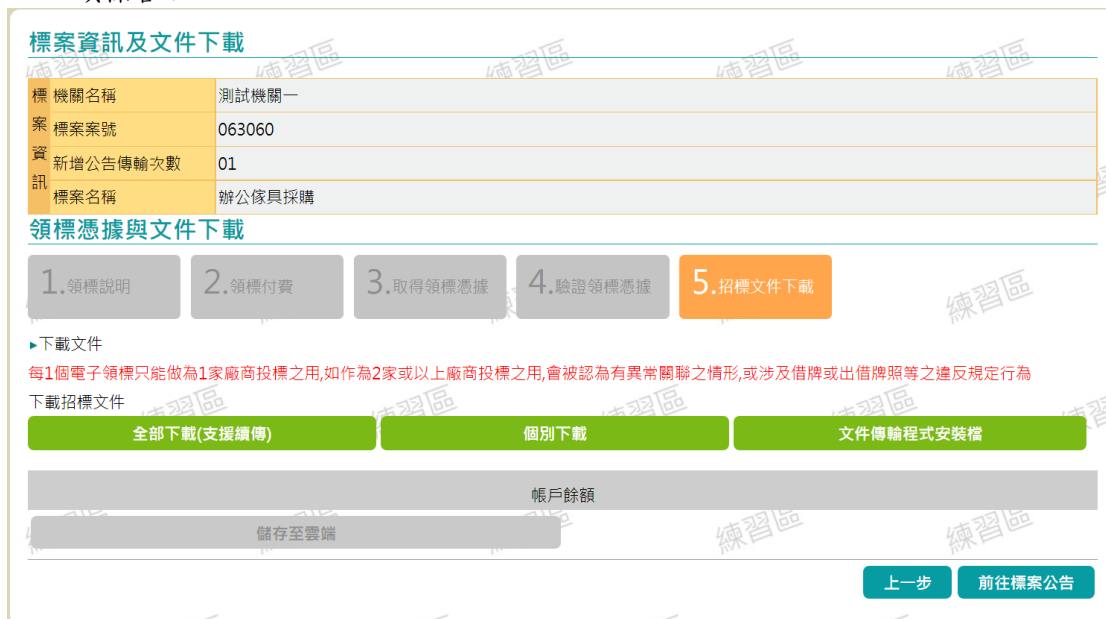 標案資訊及文件下載
標案資訊
機關名稱 測試機關一
標案案號 063060
新增公告傳輸次數 01
標案名稱 辦公傢具採購
領標憑據與文件下載
1.領標說明 2.領標付費 3.取得領標憑據 4.驗證領標憑據 5.招標文件下載
▸下載文件
每1個電子領標只能做為1家廠商投標之用,如作為2家或以上廠商投標之用,會被認為有異常關聯之情形,或涉及借牌或出借牌照等之違反規定行為
下載招標文件
全部下載(支援續傳) 個別下載 文件傳輸程式安裝檔
帳戶餘額
儲存至雲端
上一步 前往標案公告
練習區